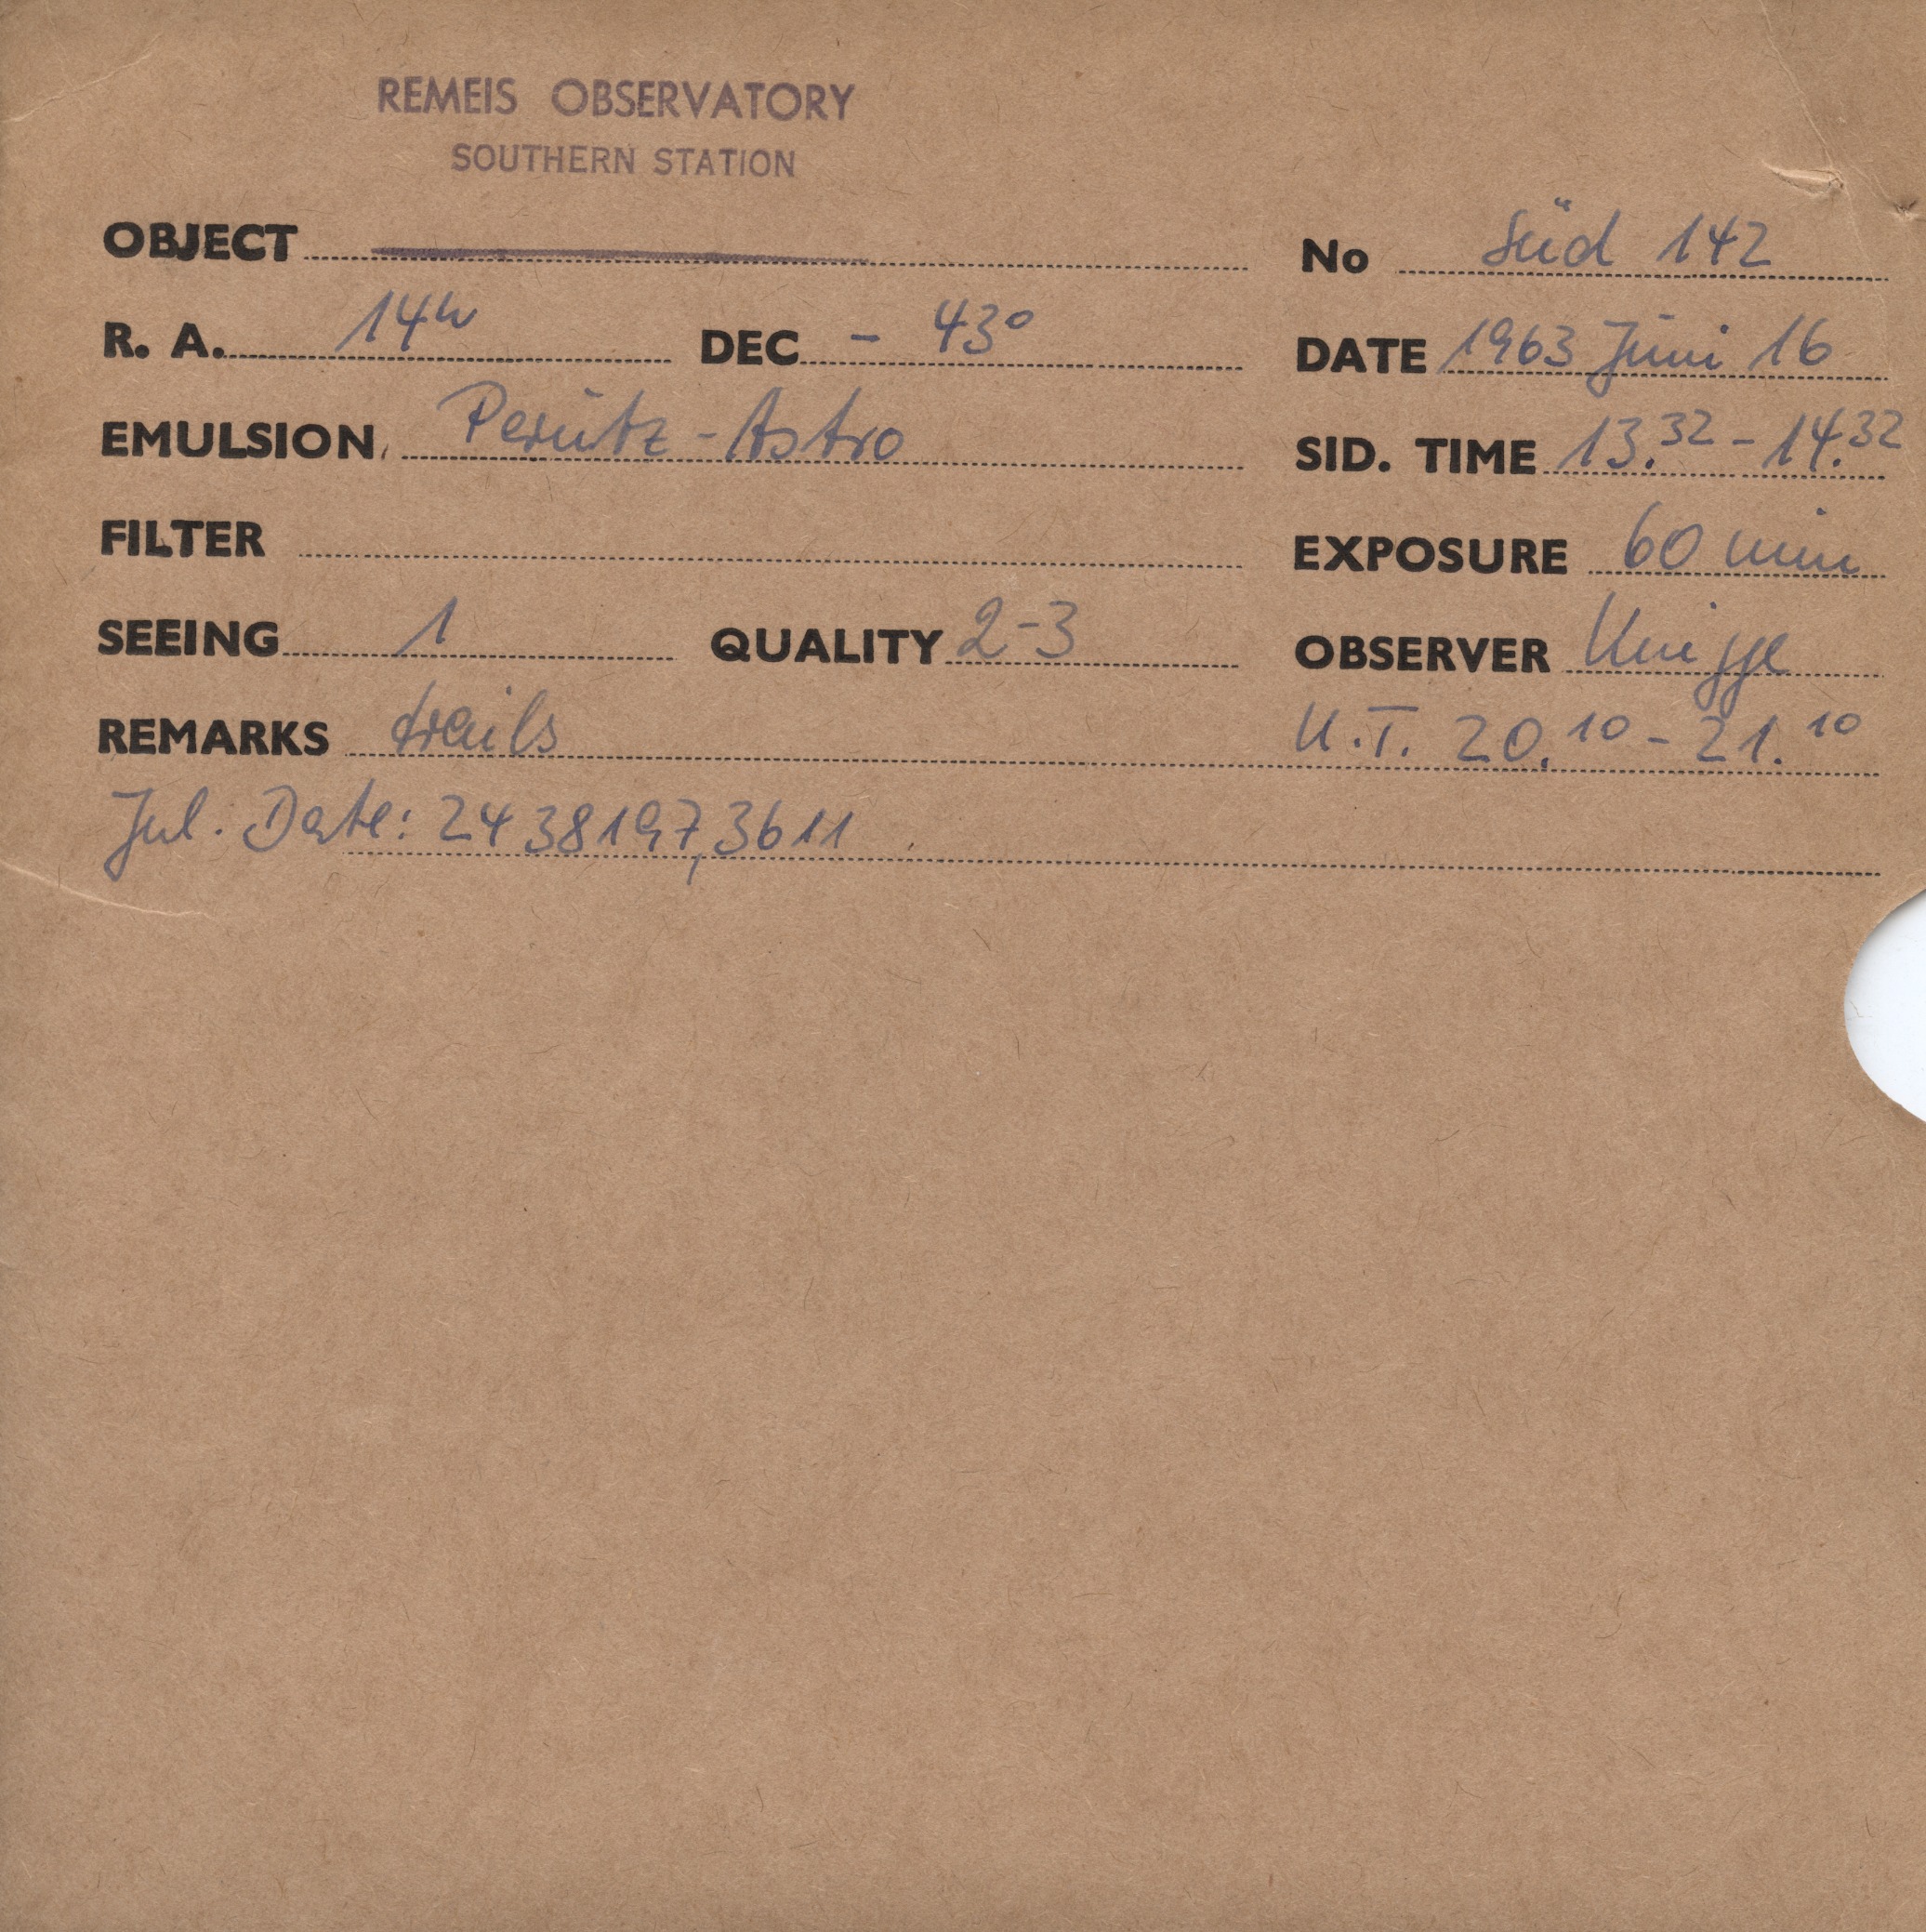 REMEIS OBSERVATORY
SOUTHERN STATION
OBJECT No Süd 142
R. A. 14h DEC - 43°
DATE 1963 Juni 16
EMULSION Perutz-Astro
SID. TIME 13.32 - 14.32
FILTER
EXPOSURE 60 min
SEEING 1 QUALITY 2-3
OBSERVER Knigge
REMARKS trails U.T. 20.10 - 21.10
Jul. Date: 2438197,3611